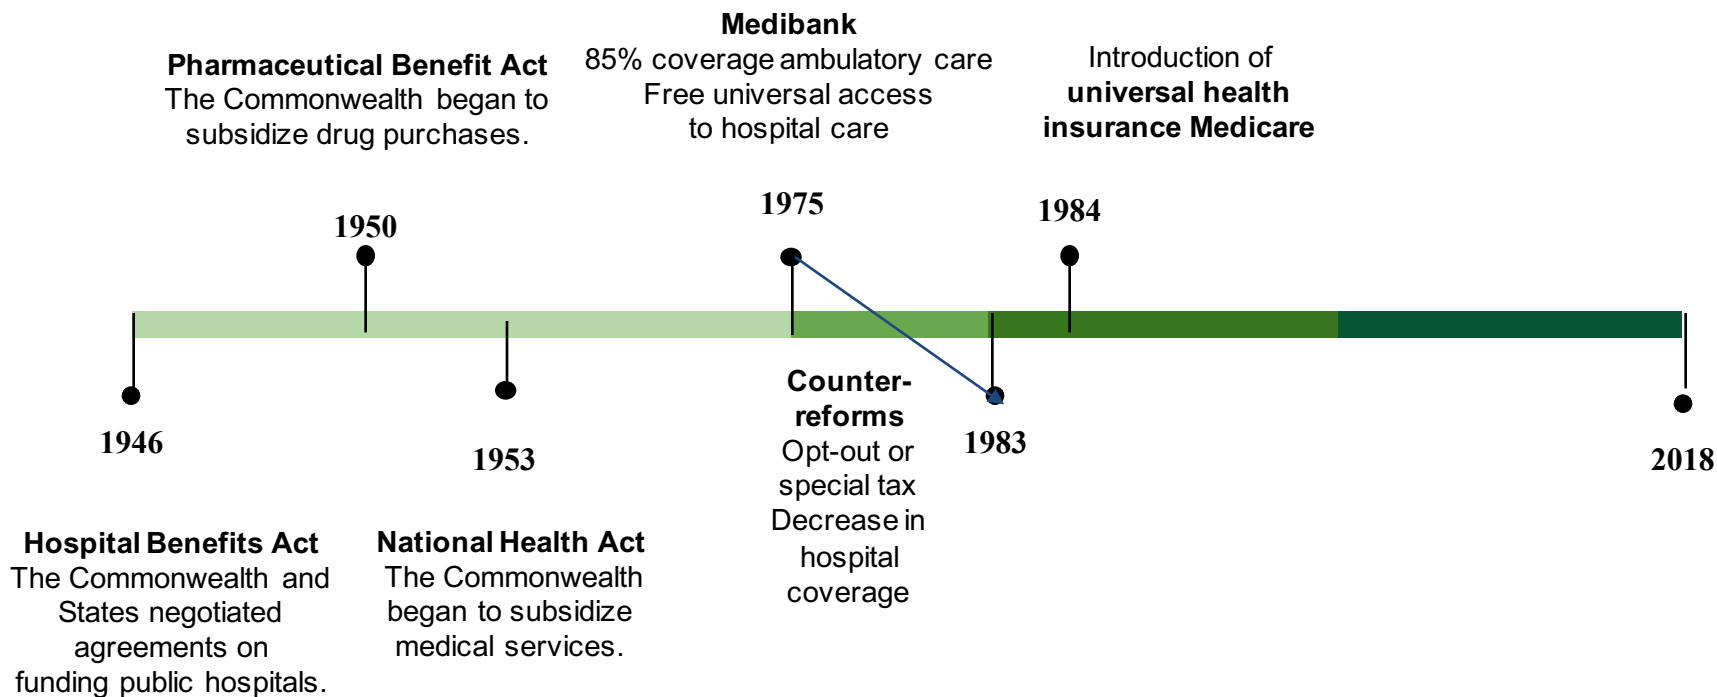 Medibank
85% coverage ambulatory care
Free universal access
to hospital care
Pharmaceutical Benefit Act
The Commonwealth began to
subsidize drug purchases.
Introduction of
universal health
insurance Medicare
1950
1975
1984
1946
1953
1983
2018
Counter-
reforms
Opt-out or
special tax
Decrease in
hospital
coverage
Hospital Benefits Act
The Commonwealth and
States negotiated
agreements on
funding public hospitals.
National Health Act
The Commonwealth
began to subsidize
medical services.